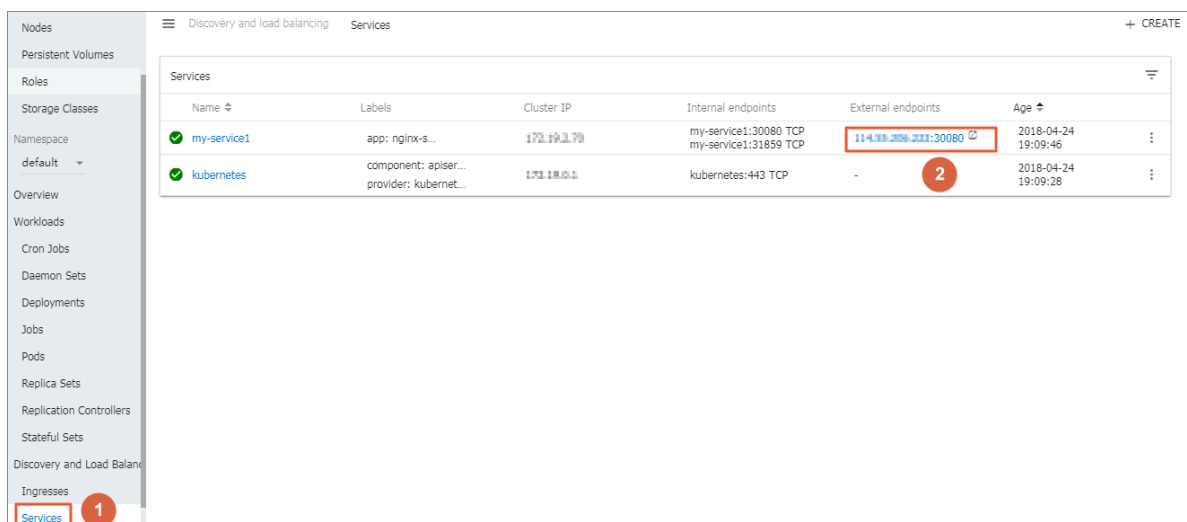 Nodes
Persistent Volumes
Roles
Storage Classes
Namespace
default
Overview
Workloads
Cron Jobs
Daemon Sets
Deployments
Jobs
Pods
Replica Sets
Replication Controllers
Stateful Sets
Discovery and Load Balanc
Ingresses
Services
1
Discovery and load balancing Services
+ CREATE
Services
Name Labels Cluster IP Internal endpoints External endpoints Age
my-service1 app: nginx-s... my-service1:30080 TCP :30080 2018-04-24
my-service1:31859 TCP 19:09:46
kubernetes component: apiser... kubernetes:443 TCP - 2018-04-24
provider: kubernet... 19:09:28
2